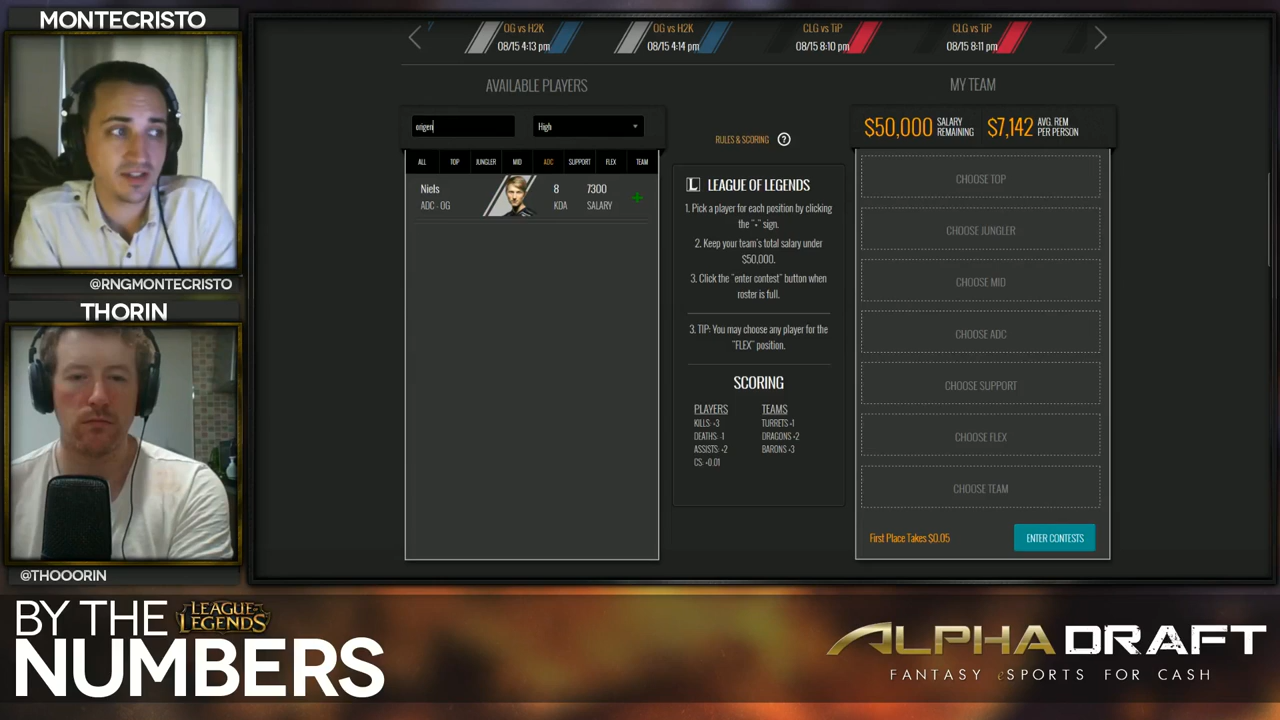 MONTECRISTO
@RNGMONTECRISTO
THORIN
@THOOORIN
OG vs H2K
08/15 4:13 pm
OG vs H2K
08/15 4:14 pm
CLG vs TiP
08/15 8:10 pm
CLG vs TiP
08/15 8:11 pm
AVAILABLE PLAYERS
origen
High
ALL TOP JUNGLER MID ADC SUPPORT FLEX TEAM
Niels 8 7300
ADC - OG KDA SALARY
RULES & SCORING ?
L LEAGUE OF LEGENDS
1. Pick a player for each position by clicking
the "+" sign.
2. Keep your team's total salary under
$50,000.
3. Click the "enter contest" button when
roster is full.
3. TIP: You may choose any player for the
"FLEX" position.
SCORING
PLAYERS
KILLS: +3
DEATHS: -1
ASSISTS: +2
CS: +0.01
TEAMS
TURRETS +1
DRAGONS +2
BARONS: +3
MY TEAM
$50,000 SALARY
REMAINING
$7,142 AVG. REM
PER PERSON
CHOOSE TOP
CHOOSE JUNGLER
CHOOSE MID
CHOOSE ADC
CHOOSE SUPPORT
CHOOSE FLEX
CHOOSE TEAM
First Place Takes $0.05
ENTER CONTESTS
BY THE
LEAGUE OF
LEGENDS
NUMBERS
ALPHADRAFT
FANTASY eSPORTS FOR CASH